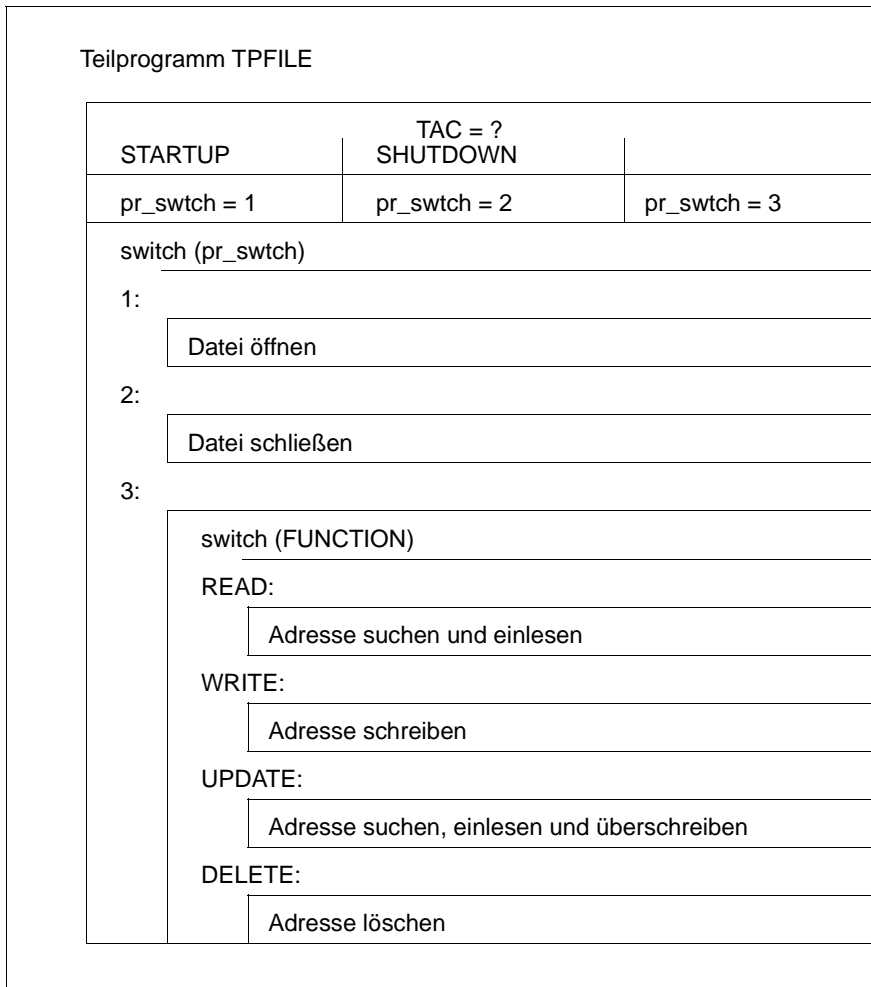 Teilprogramm TPFILE
TAC = ?
STARTUP SHUTDOWN
pr_swtch = 1 pr_swtch = 2 pr_swtch = 3
switch (pr_swtch)
1:
Datei öffnen
2:
Datei schließen
3:
switch (FUNCTION)
READ:
Adresse suchen und einlesen
WRITE:
Adresse schreiben
UPDATE:
Adresse suchen, einlesen und überschreiben
DELETE:
Adresse löschen